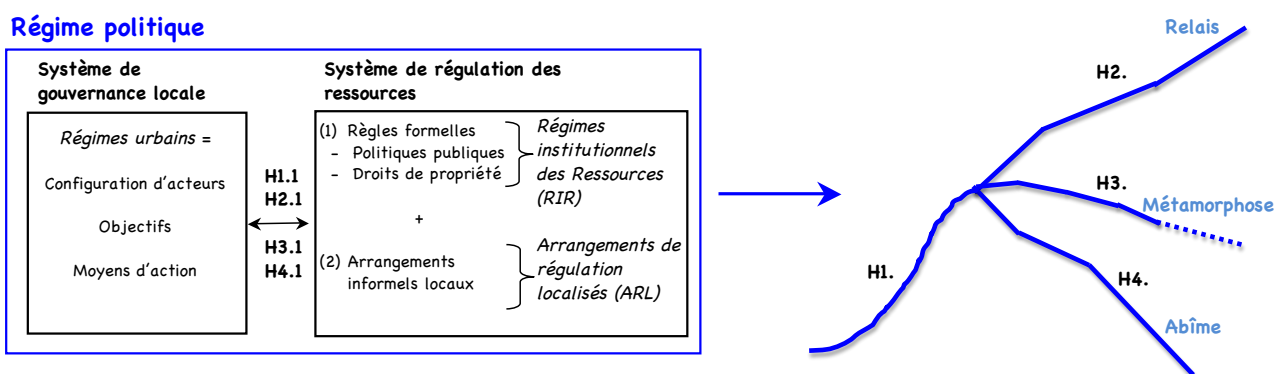 Régime politique
Système de
gouvernance locale
Régimes urbains =
Configuration d'acteurs
Objectifs
Moyens d'action
H1.1
H2.1
H3.1
H4.1
Système de régulation des
ressources
(1) Règles formelles
- Politiques publiques
- Droits de propriété
Régimes
institutionnels
des Ressources
(RIR)
+
(2) Arrangements
informels locaux
Arrangements de
régulation
localisés (ARL)
Relais
H2.
H3.
Métamorphose
H1.
H4.
Abîme